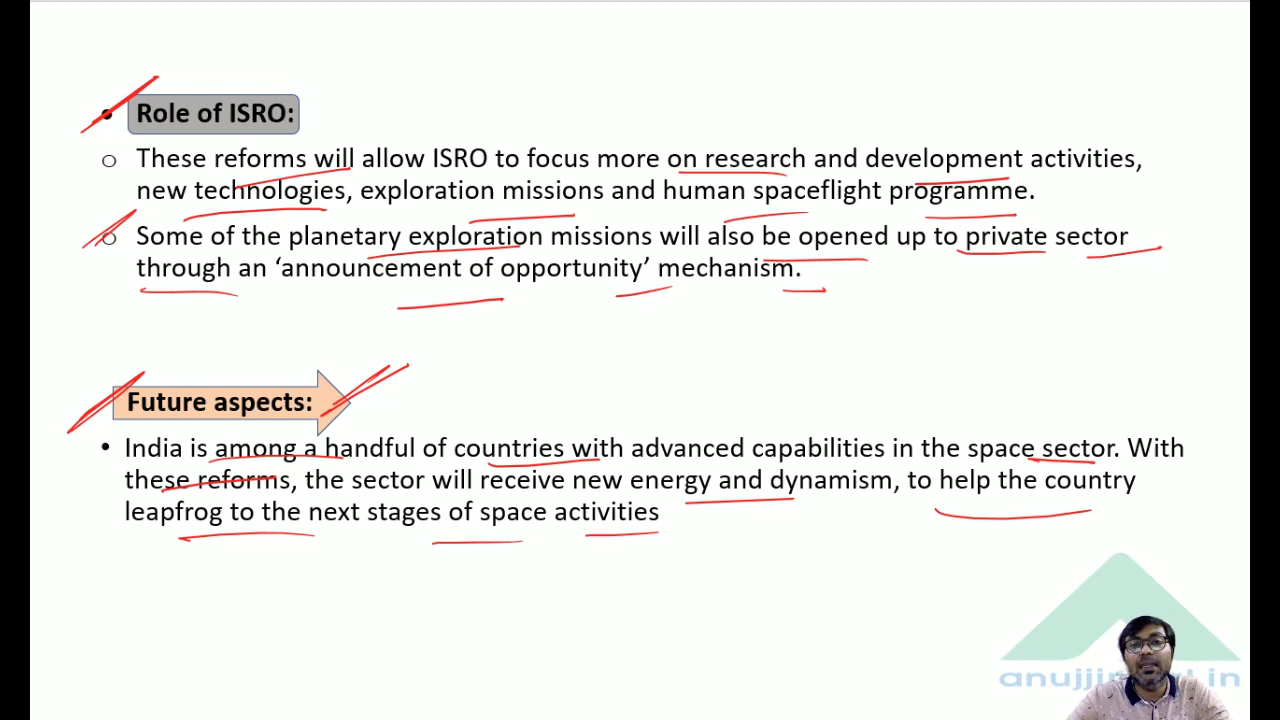 • Role of ISRO:
o These reforms will allow ISRO to focus more on research and development activities,
new technologies, exploration missions and human spaceflight programme.
o Some of the planetary exploration missions will also be opened up to private sector
through an ‘announcement of opportunity’ mechanism.
Future aspects:
• India is among a handful of countries with advanced capabilities in the space sector. With
these reforms, the sector will receive new energy and dynamism, to help the country
leapfrog to the next stages of space activities